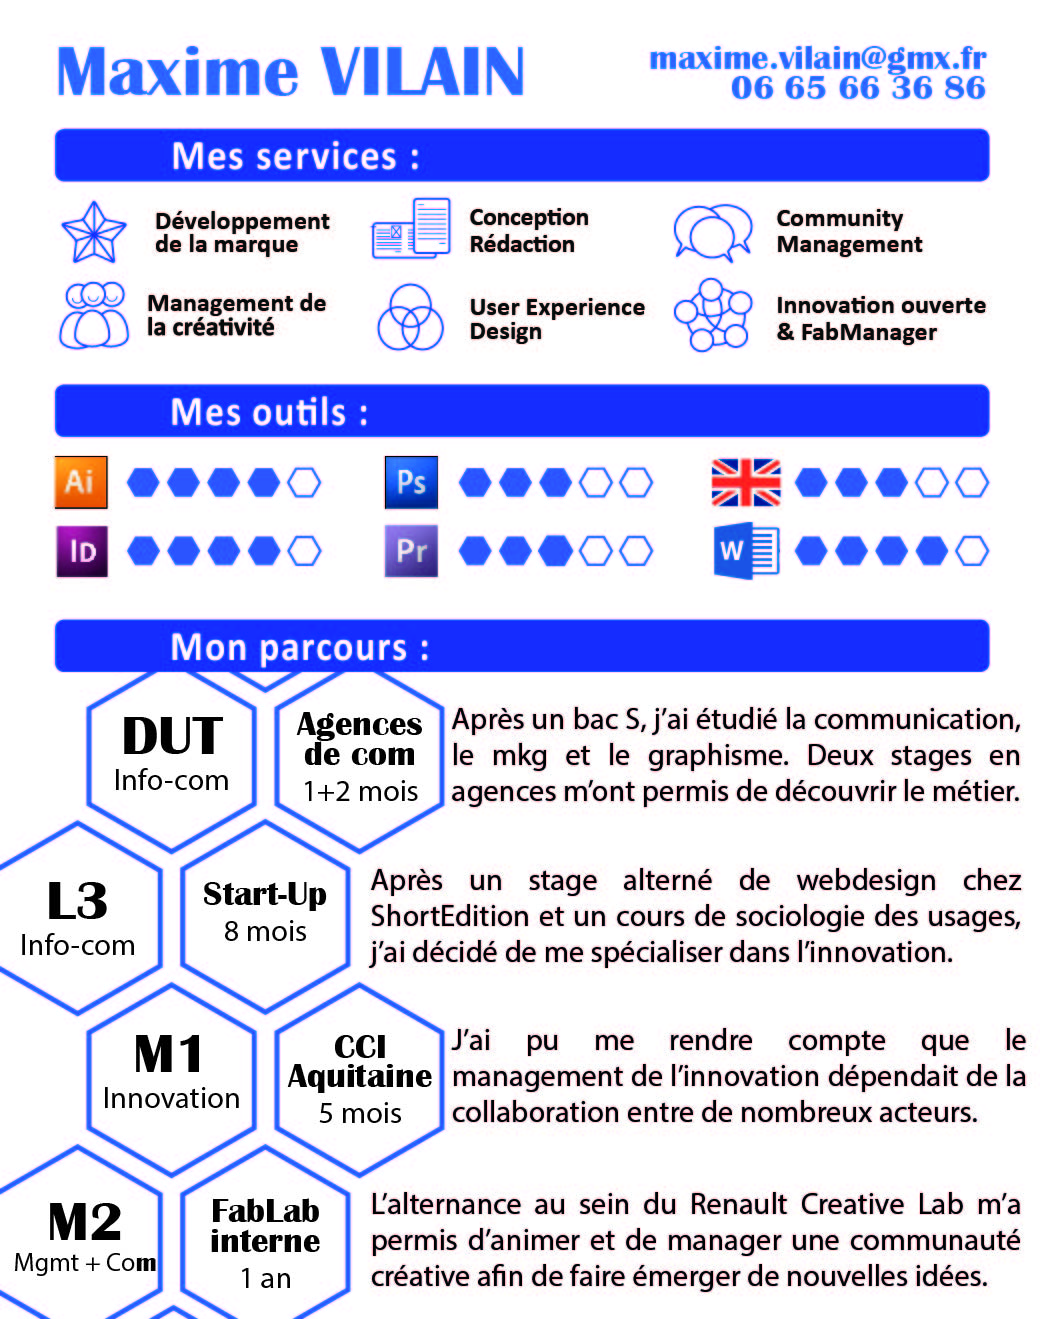 Maxime VILAIN
maxime.vilain@gmx.fr
06 65 66 36 86
Mes services :
Développement
de la marque
Conception
Rédaction
Community
Management
Management de
la créativité
User Experience
Design
Innovation ouverte
& FabManager
Mes outils :
Ai
Ps
ID
Pr
W
Mon parcours :
DUT
Info-com
Agences
de com
1+2 mois
Après un bac S, j’ai étudié la communication,
le mkg et le graphisme. Deux stages en
agences m’ont permis de découvrir le métier.
L3
Info-com
Start-Up
8 mois
Après un stage alterné de webdesign chez
ShortEdition et un cours de sociologie des usages,
j’ai décidé de me spécialiser dans l’innovation.
M1
Innovation
CCI
Aquitaine
5 mois
J’ai pu me rendre compte que le
management de l’innovation dépendait de la
collaboration entre de nombreux acteurs.
M2
Mgmt + Com
FabLab
interne
1 an
L’alternance au sein du Renault Creative Lab m’a
permis d’animer et de manager une communauté
créative afin de faire émerger de nouvelles idées.